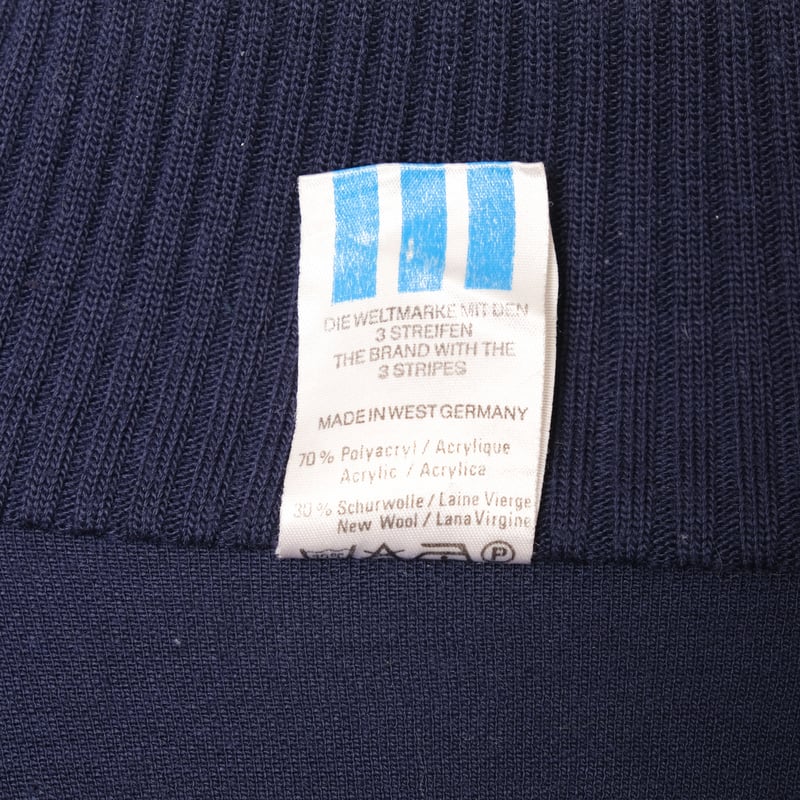 DIE WELTMARKE MIT DEN
3 STREIFEN
THE BRAND WITH THE
3 STRIPES
MADE IN WEST GERMANY
70% Polyacryl / Acrylique
Acrylic / Acrylica
30% Schurwolle / Laine Vierge
New Wool / Lana Virgine
P